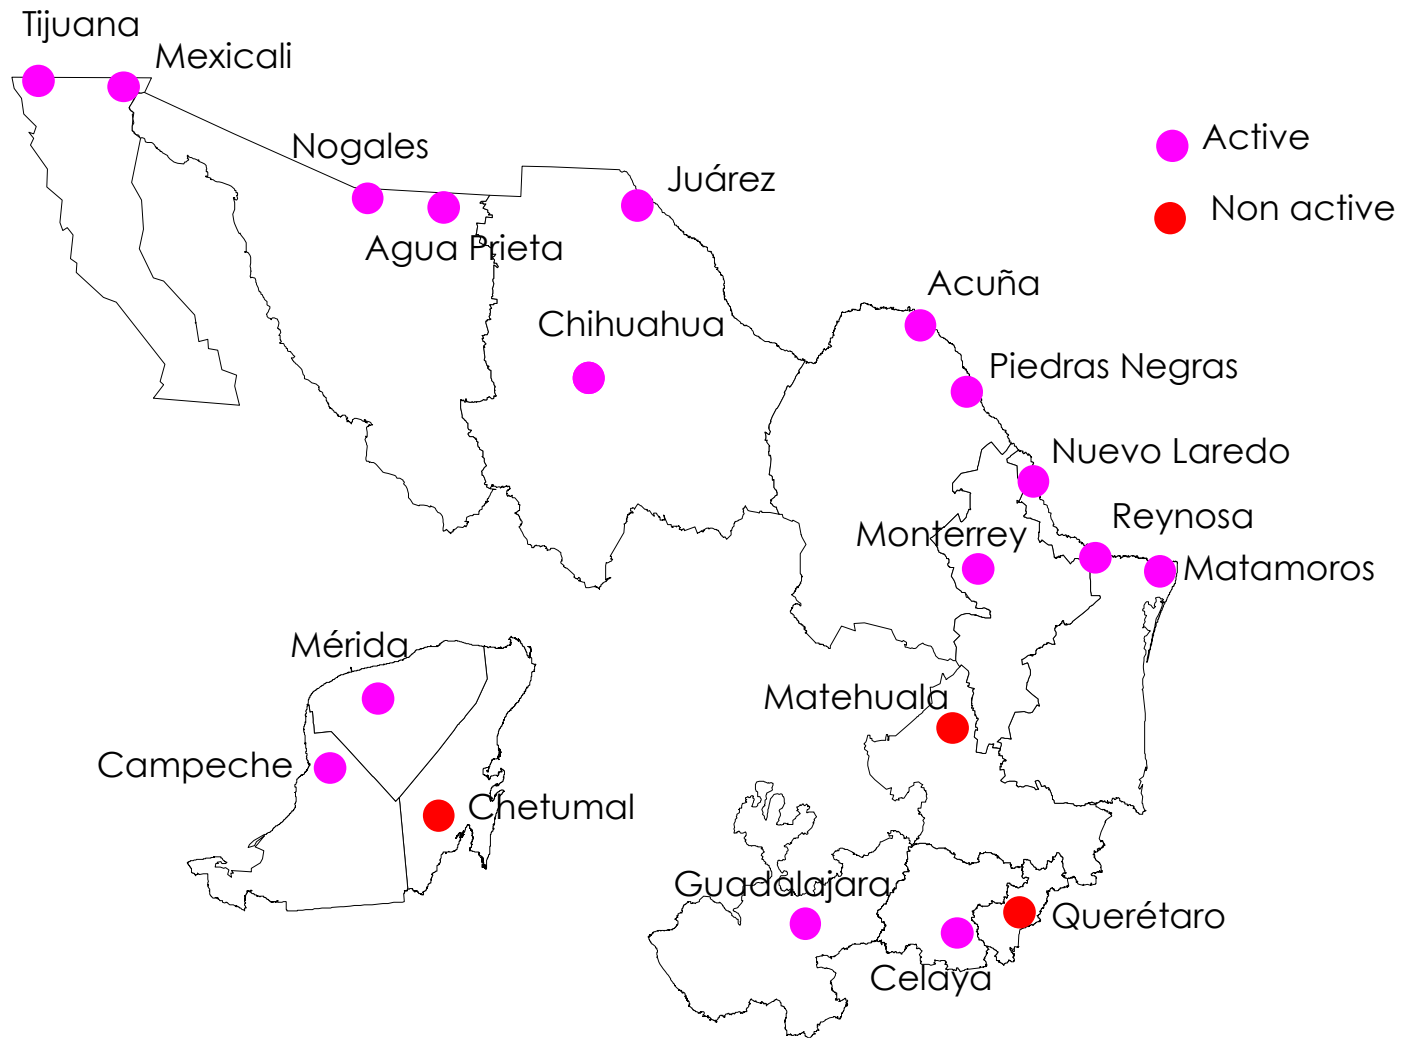 Tijuana
Mexicali
Nogales
Agua Prieta
Juárez
Chihuahua
Active
Non active
Acuña
Piedras Negras
Nuevo Laredo
Reynosa
Monterrey
Matamoros
Mérida
Campeche
Chetumal
Matehuala
Guadalajara
Querétaro
Celaya